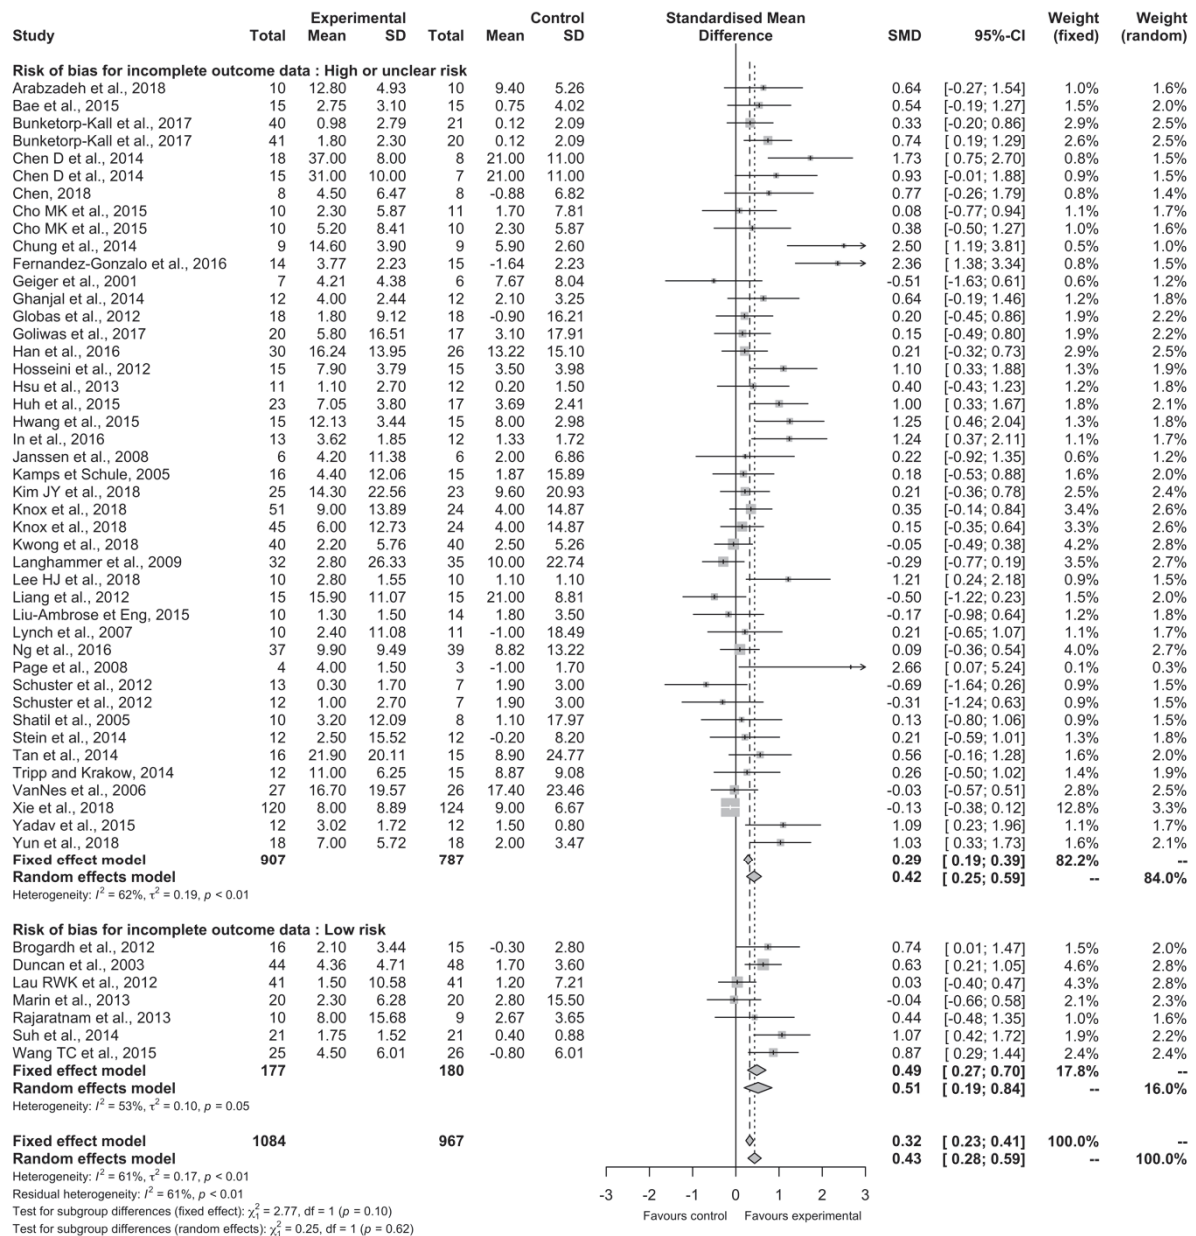 Experimental Control Standardised Mean Weight Weight
Study Total Mean SD Total Mean SD Difference SMD 95%-CI (fixed) (random)
Risk of bias for incomplete outcome data : High or unclear risk
Arabzadeh et al., 2018 10 12.80 4.93 10 9.40 5.26 0.64 [-0.27; 1.54] 1.0% 1.6%
Bae et al., 2015 15 2.75 3.10 15 0.75 4.02 0.54 [-0.19; 1.27] 1.5% 2.0%
Bunketorp-Kall et al., 2017 40 0.98 2.79 21 0.12 2.09 0.33 [-0.20; 0.86] 2.9% 2.5%
Bunketorp-Kall et al., 2017 41 1.80 2.30 20 0.12 2.09 0.74 [ 0.19; 1.29] 2.6% 2.5%
Chen D et al., 2014 18 37.00 8.00 8 21.00 11.00 1.73 [ 0.75; 2.70] 0.8% 1.5%
Chen D et al., 2014 15 31.00 10.00 7 21.00 11.00 0.93 [-0.01; 1.88] 0.9% 1.5%
Chen, 2018 8 4.50 6.47 8 -0.88 6.82 0.77 [-0.26; 1.79] 0.8% 1.4%
Cho MK et al., 2015 10 2.30 5.87 11 1.70 7.81 0.08 [-0.77; 0.94] 1.1% 1.7%
Cho MK et al., 2015 10 5.20 8.41 10 2.30 5.87 0.38 [-0.50; 1.27] 1.0% 1.6%
Chung et al., 2014 9 14.60 3.90 9 5.90 2.60 2.50 [ 1.19; 3.81] 0.5% 1.0%
Fernandez-Gonzalo et al., 2016 14 3.77 2.23 15 -1.64 2.23 2.36 [ 1.38; 3.34] 0.8% 1.5%
Geiger et al., 2001 7 4.21 4.38 6 7.67 8.04 -0.51 [-1.63; 0.61] 0.6% 1.2%
Ghanjal et al., 2014 12 4.00 2.44 12 2.10 3.25 0.64 [-0.19; 1.46] 1.2% 1.8%
Globas et al., 2012 18 1.80 9.12 18 -0.90 16.21 0.20 [-0.45; 0.86] 1.9% 2.2%
Goliwas et al., 2017 20 5.80 16.51 17 3.10 17.91 0.15 [-0.49; 0.80] 1.9% 2.2%
Han et al., 2016 30 16.24 13.95 26 13.22 15.10 0.21 [-0.32; 0.73] 2.9% 2.5%
Hosseini et al., 2012 15 7.90 3.79 15 3.50 3.98 1.10 [ 0.33; 1.88] 1.3% 1.9%
Hsu et al., 2013 11 1.10 2.70 12 0.20 1.50 0.40 [-0.43; 1.23] 1.2% 1.8%
Huh et al., 2015 23 7.05 3.80 17 3.69 2.41 1.00 [ 0.33; 1.67] 1.8% 2.1%
Hwang et al., 2015 15 12.13 3.44 15 8.00 2.98 1.25 [ 0.46; 2.04] 1.3% 1.9%
In et al., 2016 13 3.62 1.85 12 1.33 1.72 1.24 [ 0.37; 2.11] 1.1% 1.7%
Janssen et al., 2008 6 4.20 11.38 6 2.00 6.86 0.22 [-0.92; 1.35] 0.6% 1.2%
Kamps et Schule, 2005 16 4.40 12.06 15 1.87 15.89 0.18 [-0.53; 0.88] 1.6% 2.0%
Kim JY et al., 2018 25 14.30 22.56 23 9.60 20.93 0.21 [-0.36; 0.78] 2.5% 2.4%
Knox et al., 2018 51 9.00 13.89 24 4.00 14.87 0.35 [-0.14; 0.84] 3.4% 2.6%
Knox et al., 2018 45 6.00 12.73 24 4.00 14.87 0.15 [-0.35; 0.64] 3.3% 2.6%
Kwong et al., 2018 40 2.20 5.76 40 2.50 5.26 -0.05 [-0.49; 0.38] 4.2% 2.8%
Langhammer et al., 2009 32 2.80 26.33 35 10.00 22.74 -0.29 [-0.77; 0.19] 3.5% 2.7%
Lee HJ et al., 2018 10 2.80 1.55 10 1.10 1.10 1.21 [ 0.24; 2.18] 0.9% 1.5%
Liang et al., 2012 15 15.90 11.07 15 21.00 8.81 -0.50 [-1.22; 0.23] 1.5% 2.0%
Liu-Ambrose et Eng, 2015 10 1.30 1.50 14 1.80 3.50 -0.17 [-0.98; 0.64] 1.2% 1.8%
Lynch et al., 2007 10 2.40 11.08 11 -1.00 18.49 0.21 [-0.65; 1.07] 1.1% 1.7%
Ng et al., 2016 37 9.90 9.49 39 8.82 13.22 0.09 [-0.36; 0.54] 4.0% 2.7%
Page et al., 2008 4 4.00 1.50 3 -1.00 1.70 2.66 [ 0.07; 5.24] 0.1% 0.3%
Schuster et al., 2012 13 0.30 1.70 7 1.90 3.00 -0.69 [-1.64; 0.26] 0.9% 1.5%
Schuster et al., 2012 12 1.00 2.70 7 1.90 3.00 -0.31 [-1.24; 0.63] 0.9% 1.5%
Shatil et al., 2005 10 3.20 12.09 8 1.10 17.97 0.13 [-0.80; 1.06] 0.9% 1.5%
Stein et al., 2014 12 2.50 15.52 12 -0.20 8.20 0.21 [-0.59; 1.01] 1.3% 1.8%
Tan et al., 2014 16 21.90 20.11 15 8.90 24.77 0.56 [-0.16; 1.28] 1.6% 2.0%
Tripp and Krakow, 2014 12 11.00 6.25 15 8.87 9.08 0.26 [-0.50; 1.02] 1.4% 1.9%
VanNes et al., 2006 27 16.70 19.57 26 17.40 23.46 -0.03 [-0.57; 0.51] 2.8% 2.5%
Xie et al., 2018 120 8.00 8.89 124 9.00 6.67 -0.13 [-0.38; 0.12] 12.8% 3.3%
Yadav et al., 2015 12 3.02 1.72 12 1.50 0.80 1.09 [ 0.23; 1.96] 1.1% 1.7%
Yun et al., 2018 18 7.00 5.72 18 2.00 3.47 1.03 [ 0.33; 1.73] 1.7% 2.1%
Fixed effect model 907 787 0.29 [ 0.19; 0.39] 82.2% --
Random effects model 0.42 [ 0.25; 0.59] -- 84.0%
Heterogeneity: I² = 62%, τ² = 0.19, p < 0.01
Risk of bias for incomplete outcome data : Low risk
Brogardh et al., 2012 16 2.10 3.44 15 -0.30 2.80 0.74 [ 0.01; 1.47] 1.5% 2.0%
Duncan et al., 2003 44 4.36 4.71 48 1.70 3.60 0.63 [ 0.21; 1.05] 4.6% 2.8%
Lau RWK et al., 2012 41 1.50 10.58 41 1.20 7.21 0.03 [-0.40; 0.47] 4.3% 2.8%
Marin et al., 2013 20 2.30 6.28 20 2.80 15.50 -0.04 [-0.66; 0.58] 2.1% 2.3%
Rajaratnam et al., 2013 10 8.00 15.68 9 2.67 3.65 0.44 [-0.48; 1.35] 1.0% 1.6%
Suh et al., 2014 21 1.75 1.52 21 0.40 0.88 1.07 [ 0.42; 1.72] 1.9% 2.2%
Wang TC et al., 2015 25 4.50 6.01 26 -0.80 6.01 0.87 [ 0.29; 1.44] 2.4% 2.4%
Fixed effect model 177 180 0.49 [ 0.27; 0.70] 17.8% --
Random effects model 0.51 [ 0.19; 0.84] -- 16.0%
Heterogeneity: I² = 53%, τ² = 0.10, p = 0.05
Fixed effect model 1084 967 0.32 [ 0.23; 0.41] 100.0% --
Random effects model 0.43 [ 0.28; 0.59] -- 100.0%
Heterogeneity: I² = 61%, τ² = 0.17, p < 0.01
Residual heterogeneity: I² = 61%, p < 0.01
-3 -2 -1 0 1 2 3
Test for subgroup differences (fixed effect): χ₁² = 2.77, df = 1 (p = 0.10)
Favours control Favours experimental
Test for subgroup differences (random effects): χ₁² = 0.25, df = 1 (p = 0.62)